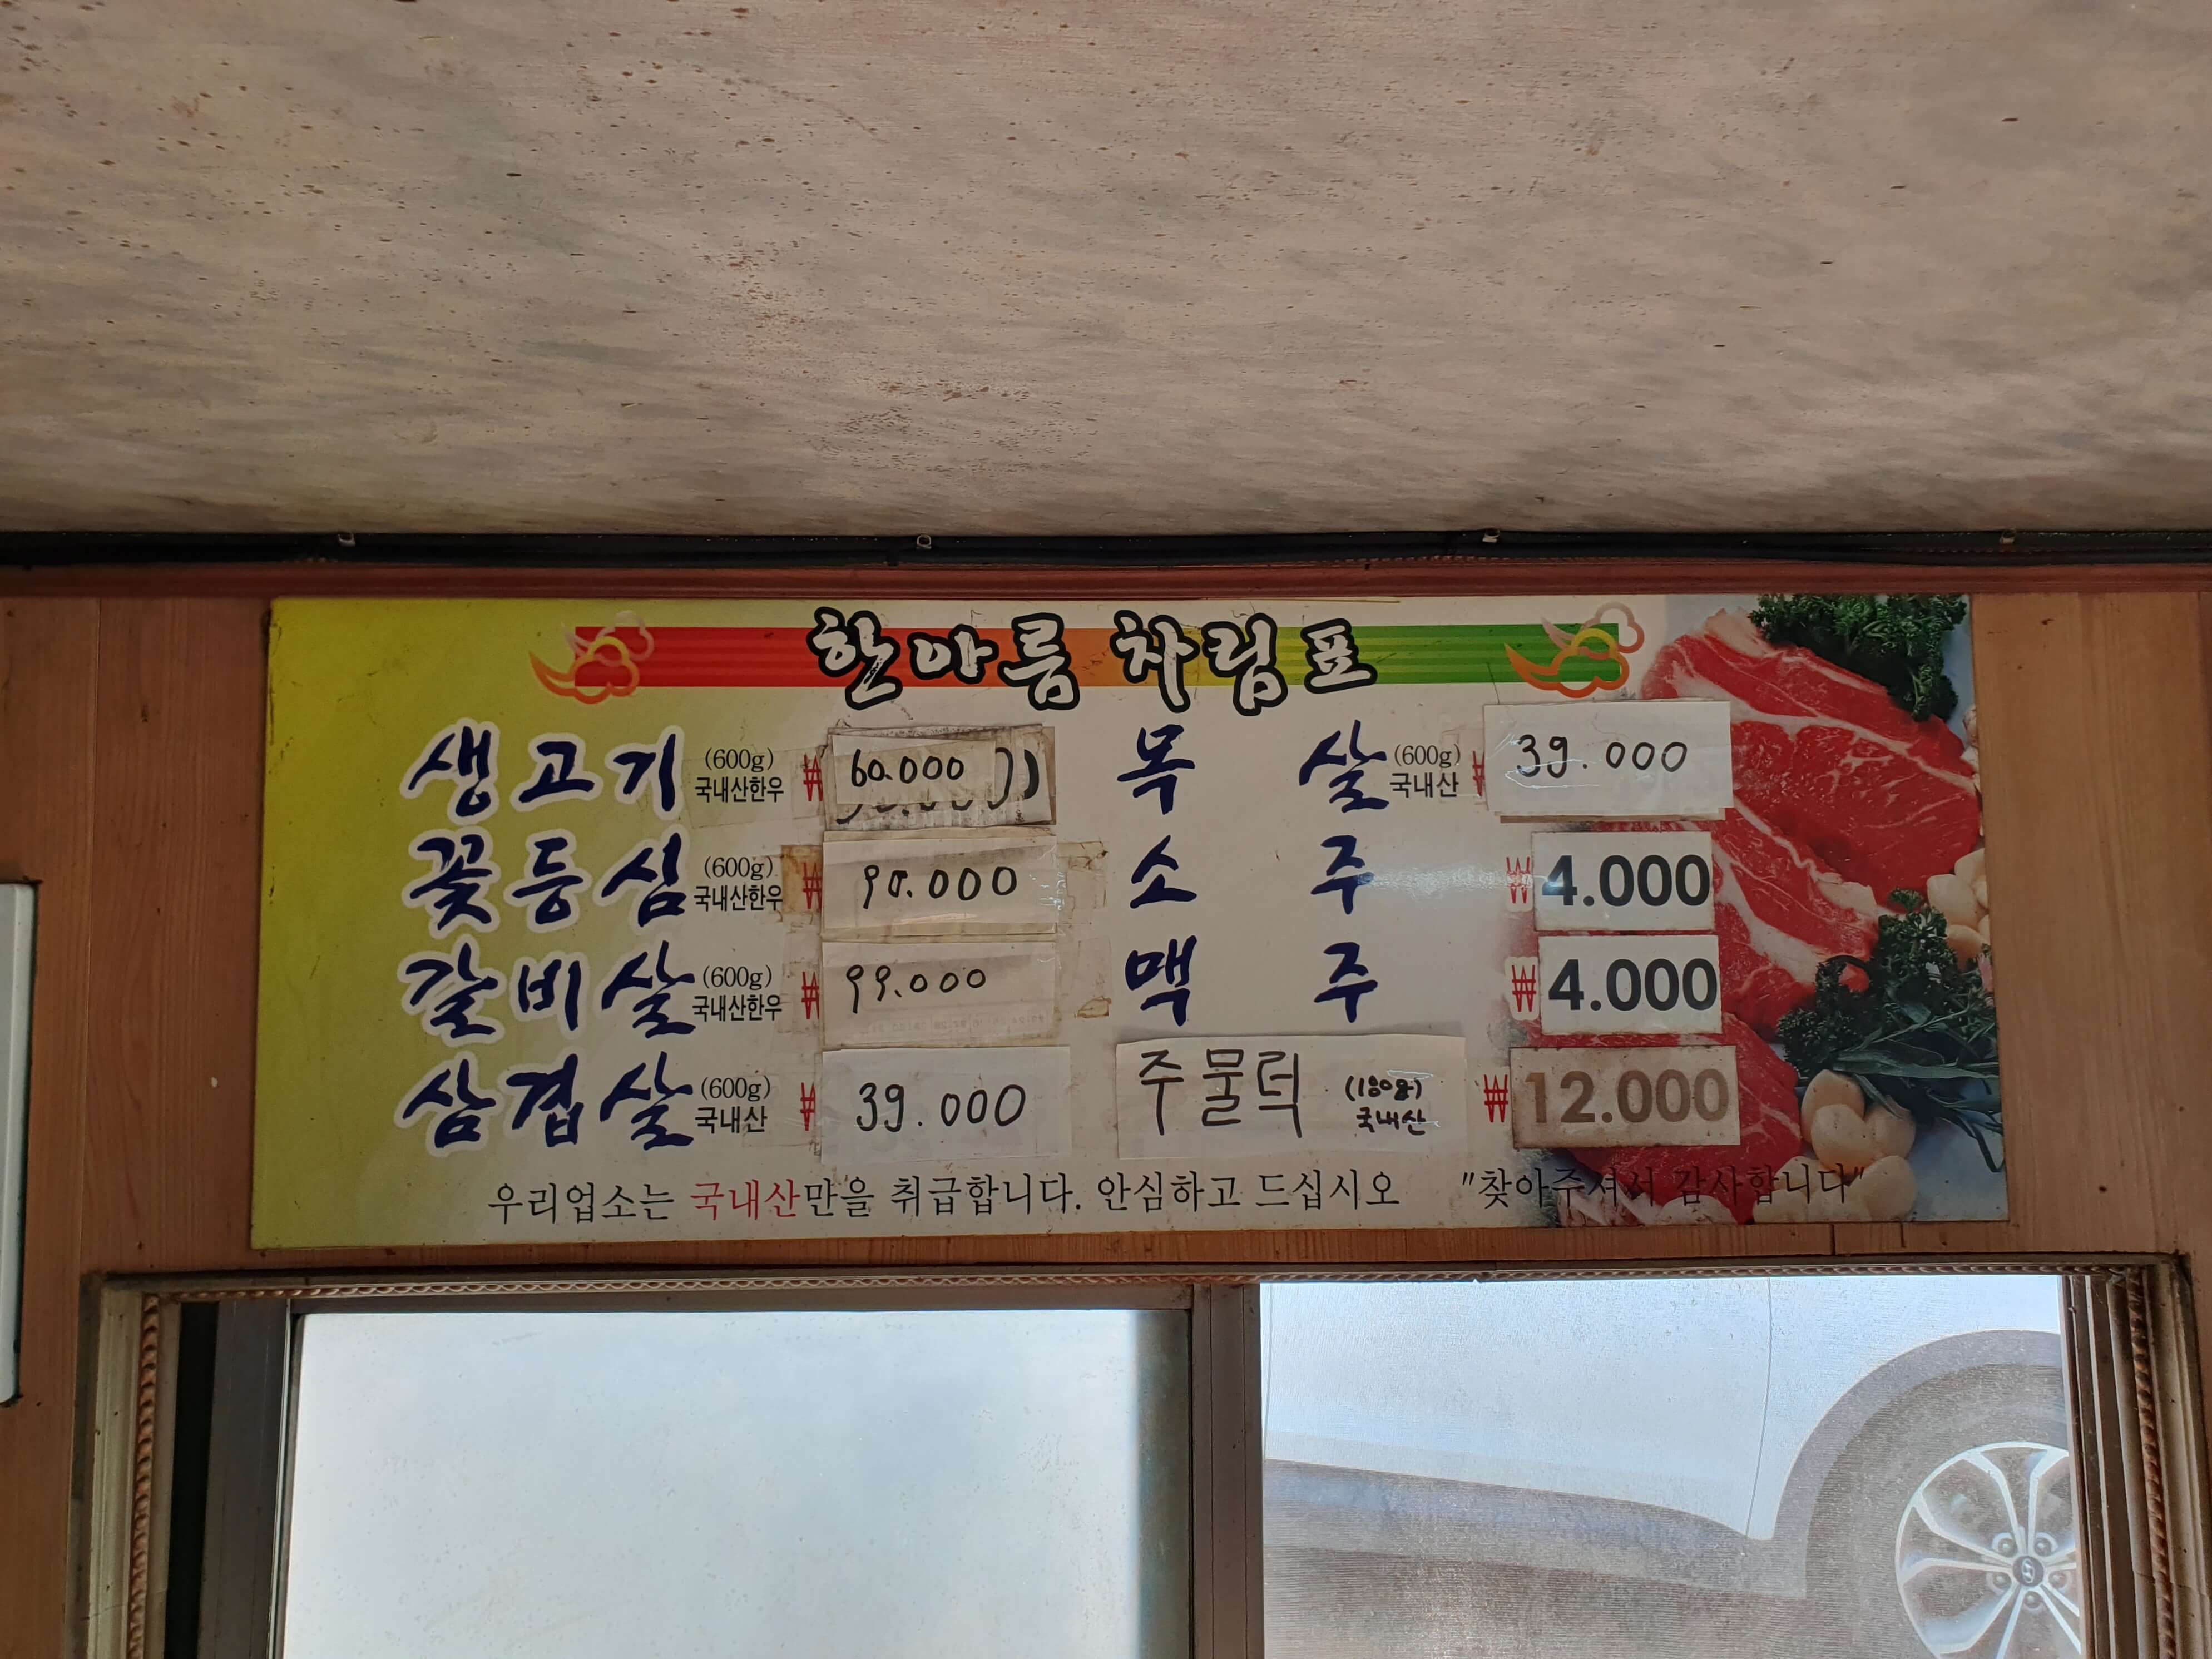 한아름 차림표
생고기 (600g) 국내산한우 ₩ 60.000
꽃등심 (600g) 국내산한우 ₩ 95.000
갈비살 (600g) 국내산한우 ₩ 99.000
삼겹살 (600g) 국내산 ₩ 39.000
목살 (600g) 국내산 ₩ 39.000
소주 ₩ 4.000
맥주 ₩ 4.000
주물럭 (180g) 국내산 ₩ 12.000
우리업소는 국내산만을 취급합니다. 안심하고 드십시오 "찾아주셔서 감사합니다"